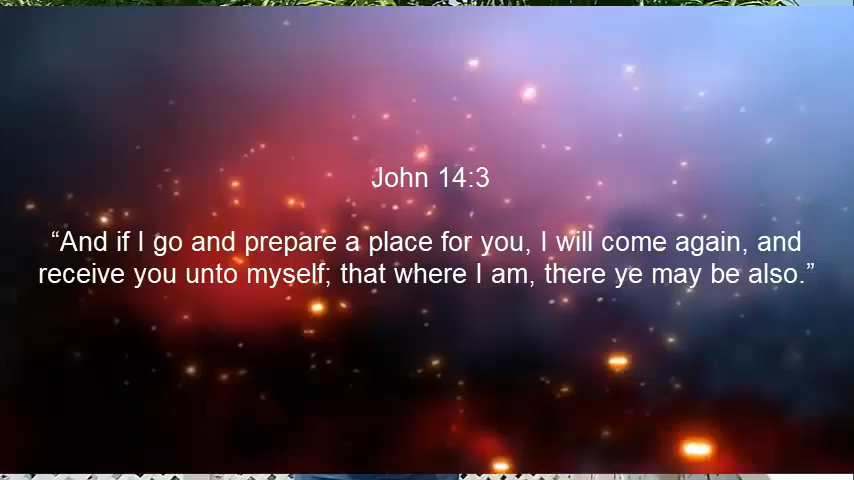 John 14:3
“And if I go and prepare a place for you, I will come again, and
receive you unto myself; that where I am, there ye may be also.”